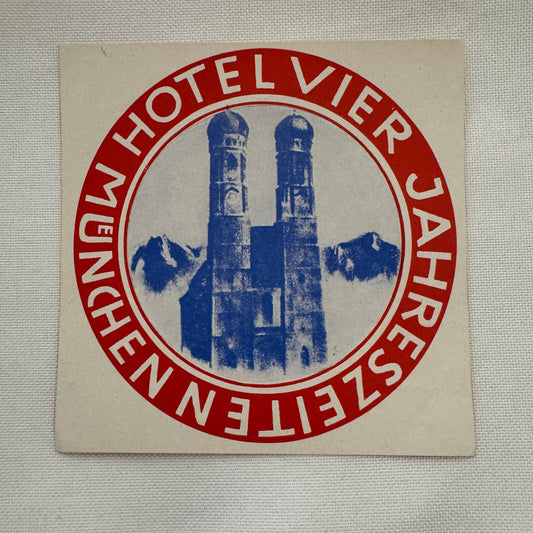 HOTEL VIER JAHRESZEITEN
MÜNCHEN